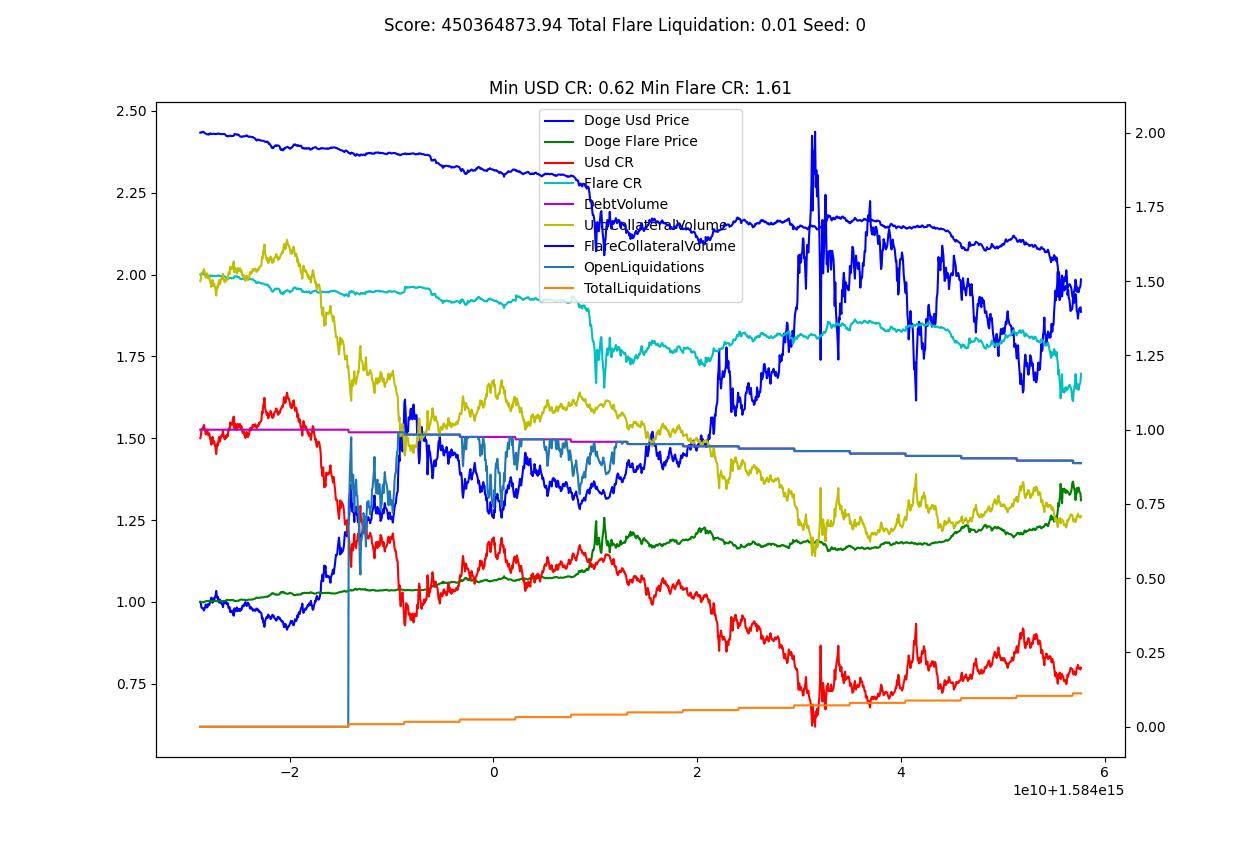 Score: 450364873.94 Total Flare Liquidation: 0.01 Seed: 0
Min USD CR: 0.62 Min Flare CR: 1.61
2.50
2.25
2.00
1.75
1.50
1.25
1.00
0.75
Doge Usd Price
Doge Flare Price
Usd CR
Flare CR
DebtVolume
UsdCollateralVolume
FlareCollateralVolume
OpenLiquidations
TotalLiquidations
2.00
1.75
1.50
1.25
1.00
0.75
0.50
0.25
0.00
−2
0
2
4
6
1e10+1.584e15